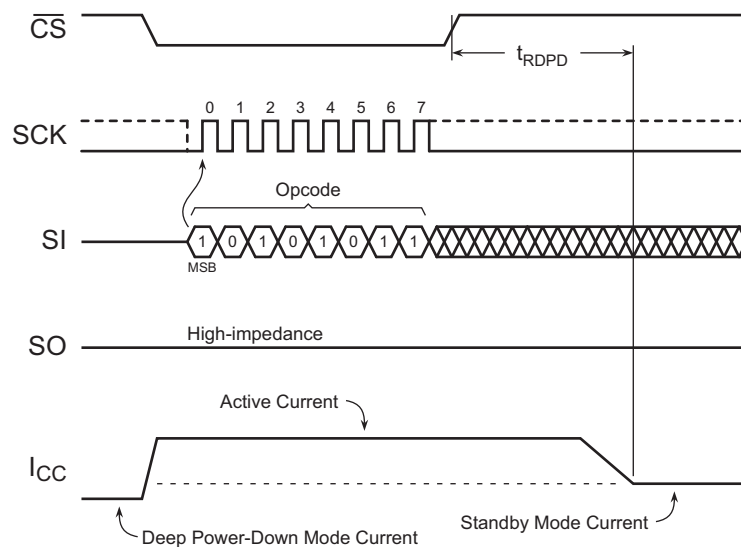 CS
tRDPD
0 1 2 3 4 5 6 7
SCK
Opcode
SI
1 0 1 0 1 0 1 1
MSB
High-impedance
SO
Active Current
ICC
Standby Mode Current
Deep Power-Down Mode Current